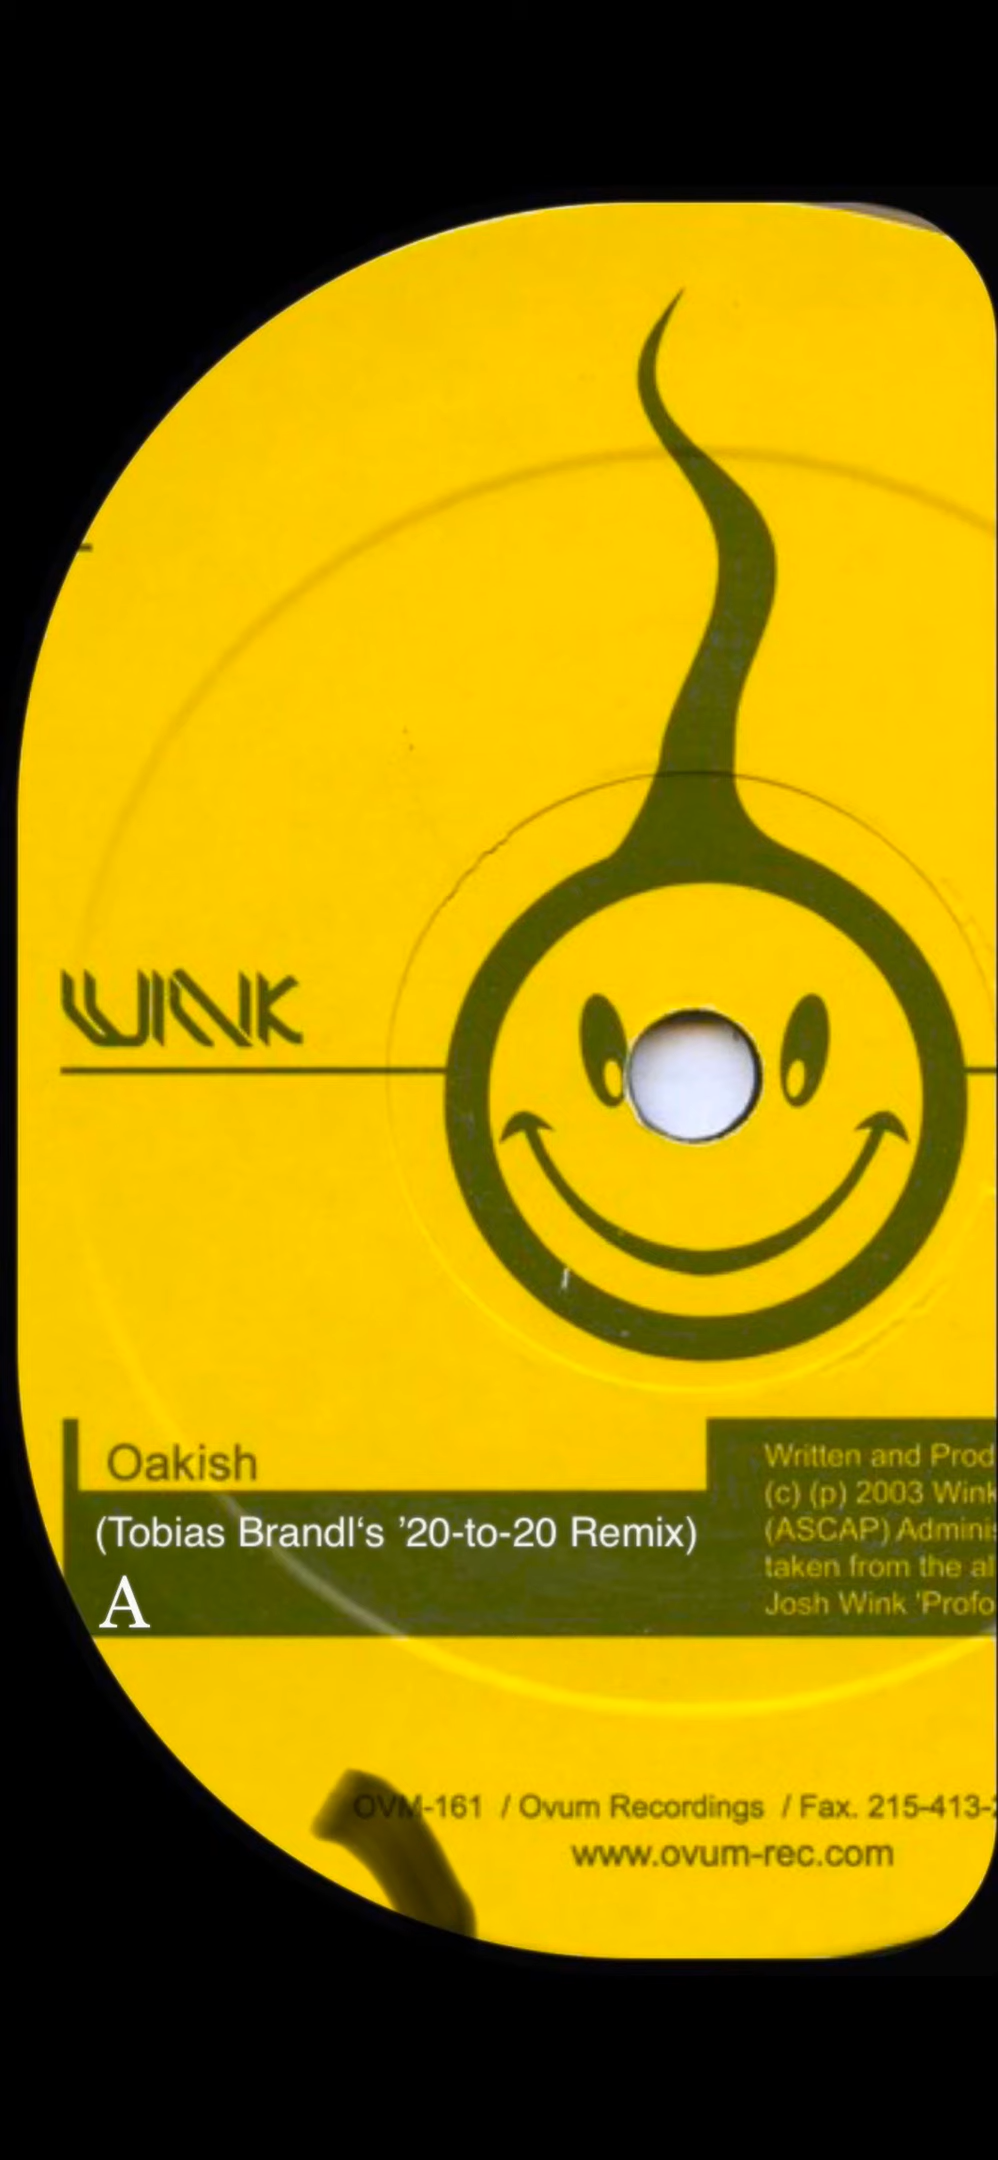 WINK
Oakish
(Tobias Brandl‘s ’20-to-20 Remix)
A
Written and Prod
(c) (p) 2003 Wink
(ASCAP) Adminis
taken from the al
Josh Wink 'Profo
OVM-161 / Ovum Recordings / Fax. 215-413-2
www.ovum-rec.com